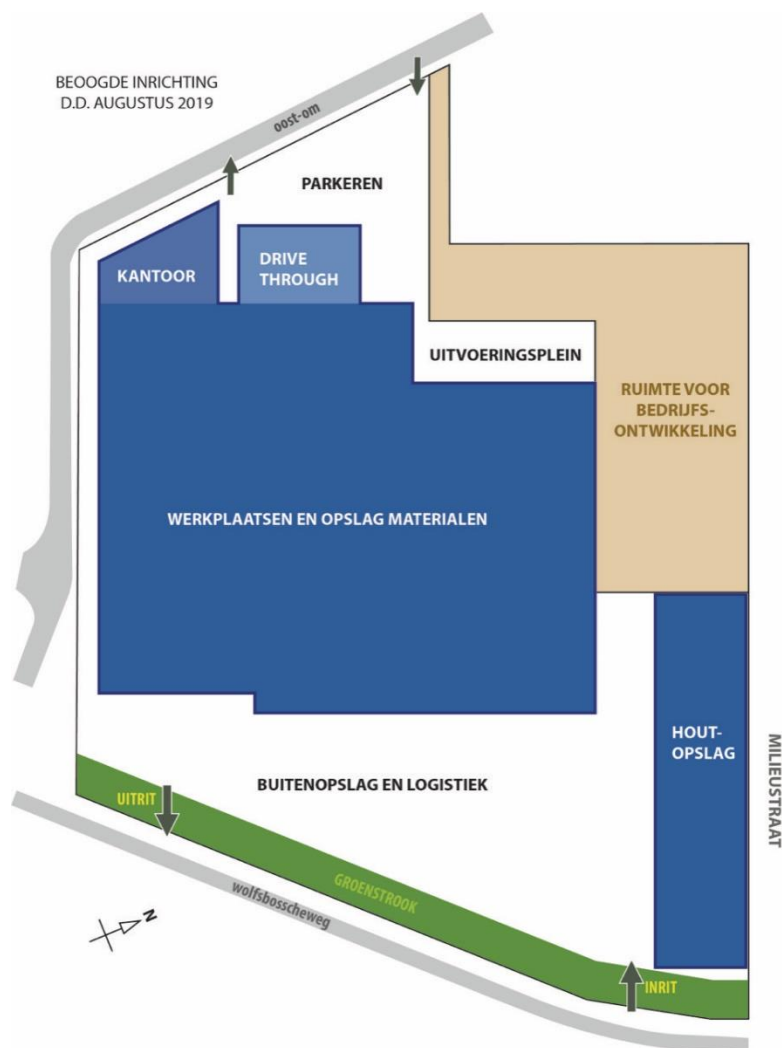 BEOOGDE INRICHTING
D.D. AUGUSTUS 2019
oost-om
PARKEREN
KANTOOR
DRIVE
THROUGH
UITVOERINGSPLEIN
RUIMTE VOOR
BEDRIJFS-
ONTWIKKELING
WERKPLAATSEN EN OPSLAG MATERIALEN
HOUT-
OPSLAG
MILIEUSTRAAT
BUITENOPSLAG EN LOGISTIEK
UITRIT
GROENSTROOK
wolfsbosscheweg
N
INRIT